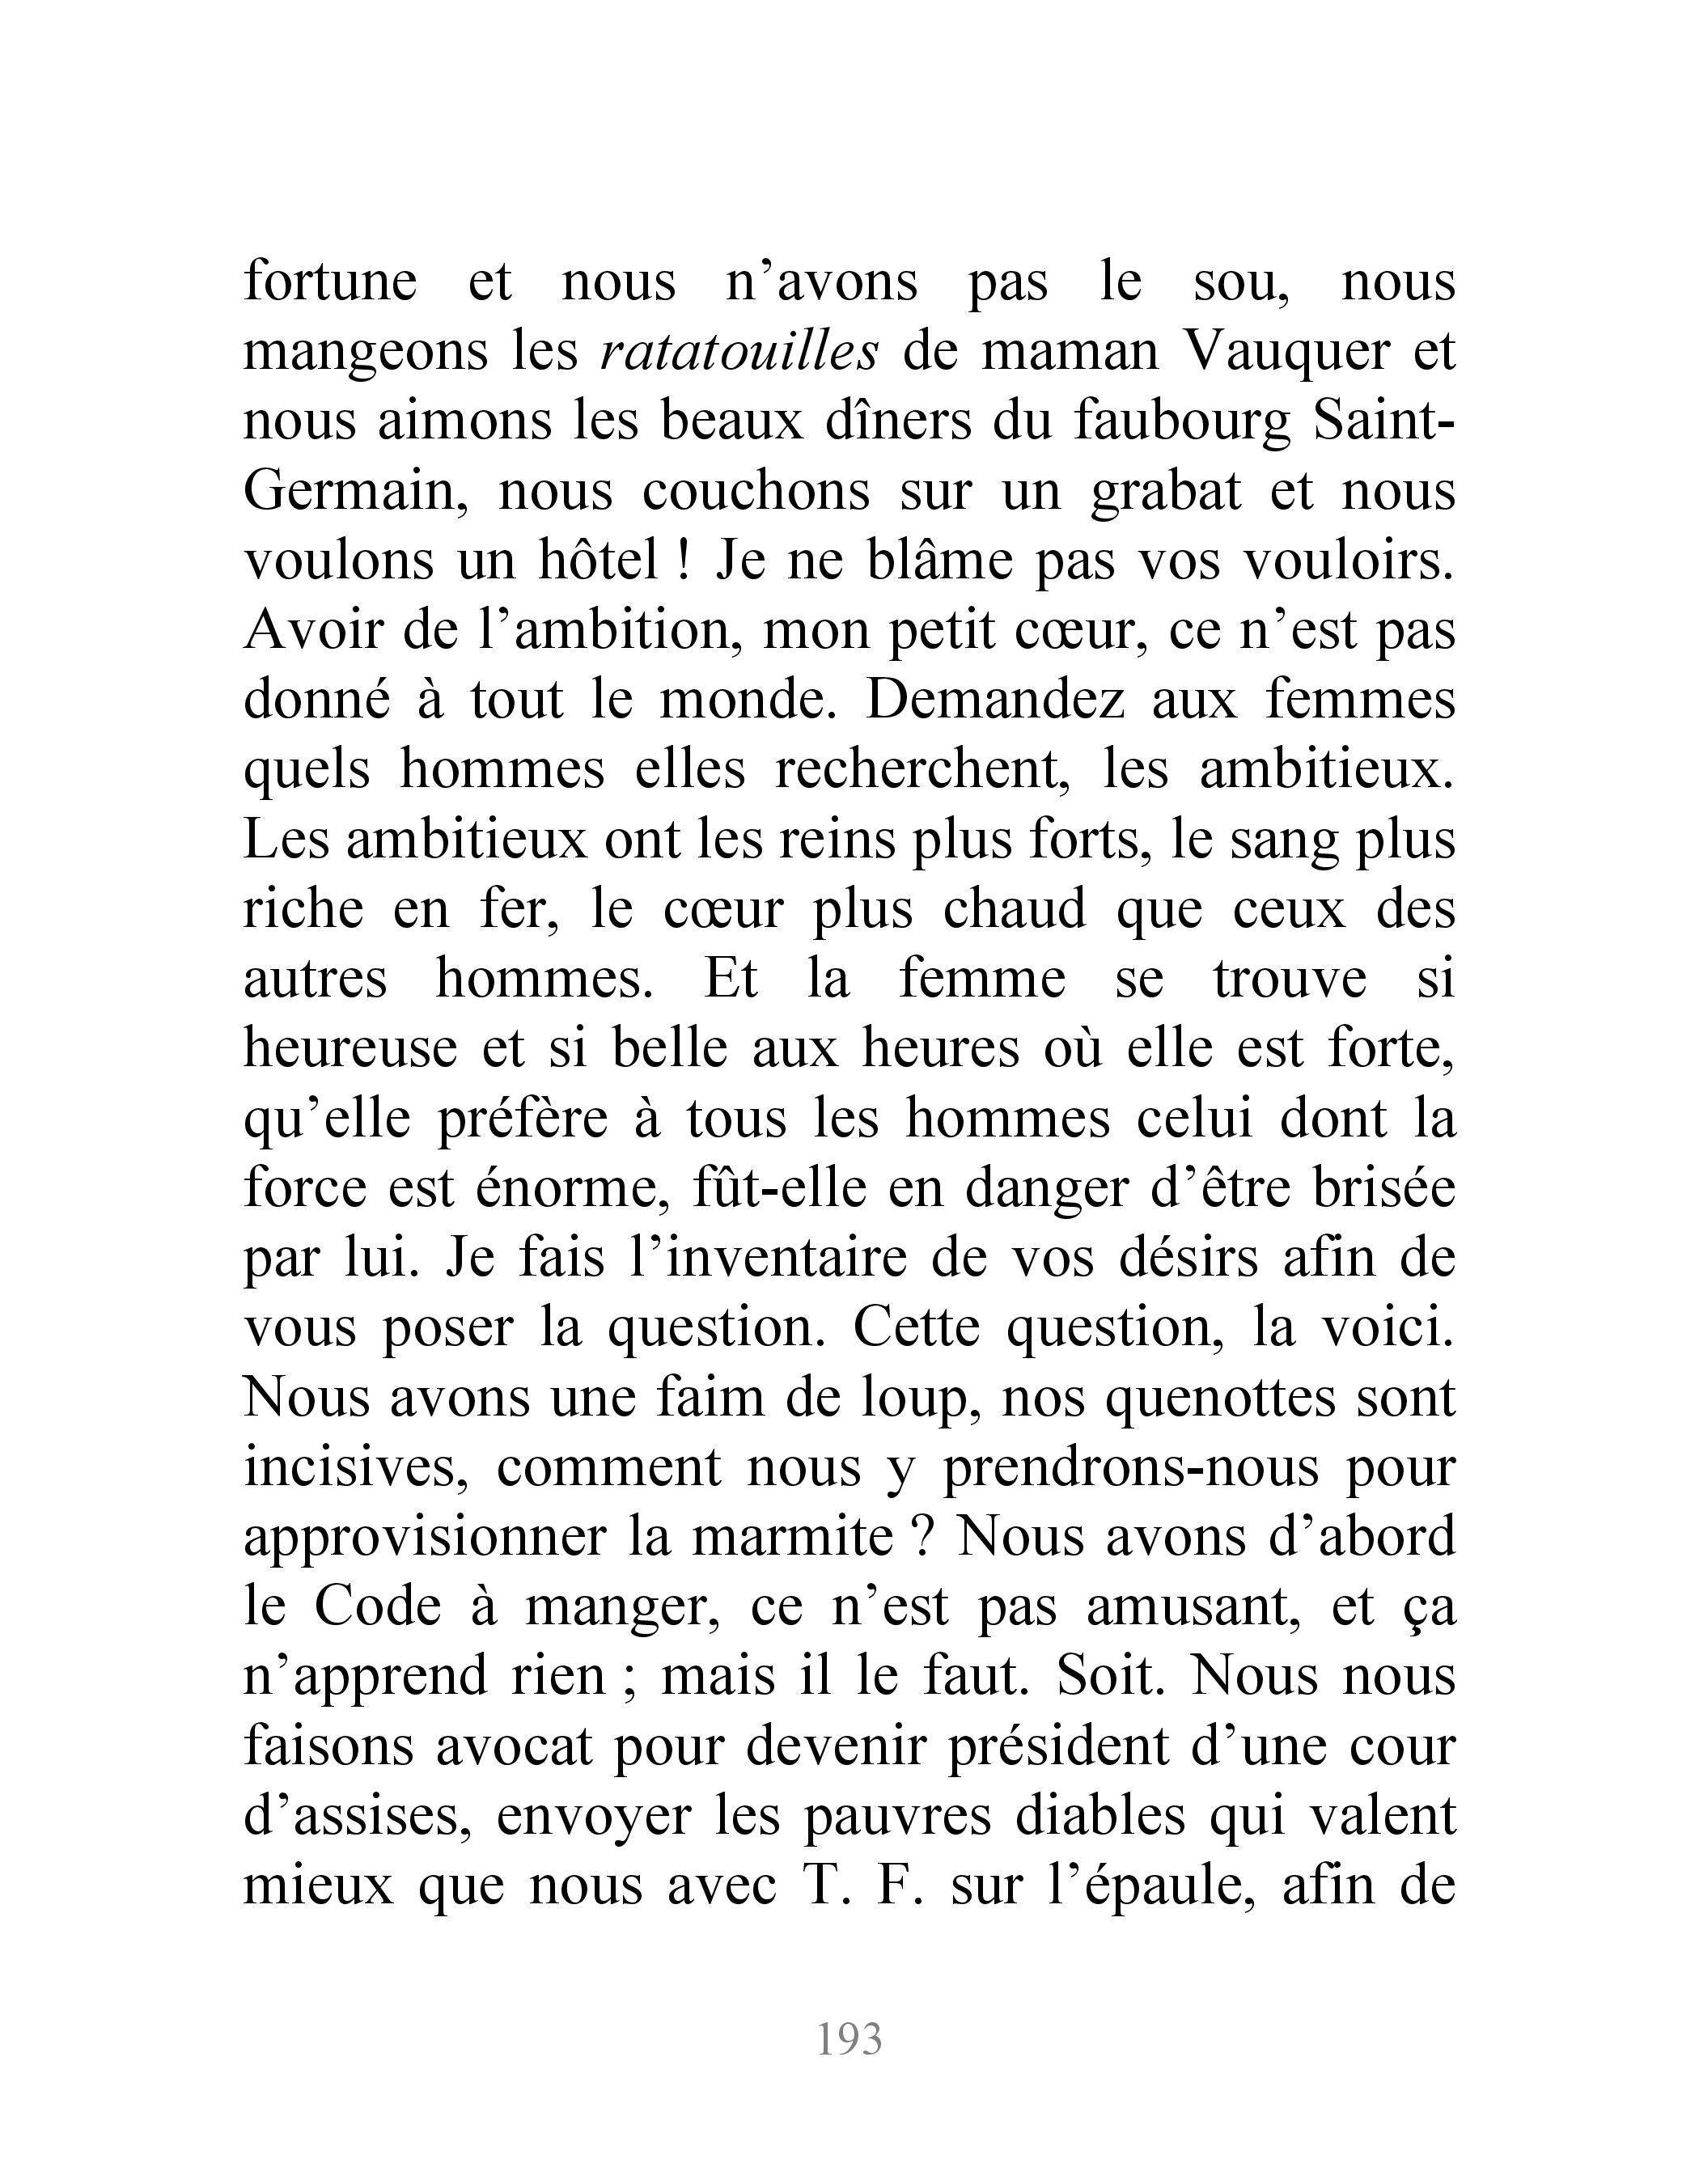 fortune et nous n’avons pas le sou, nous
mangeons les ratatouilles de maman Vauquer et
nous aimons les beaux dîners du faubourg Saint-
Germain, nous couchons sur un grabat et nous
voulons un hôtel ! Je ne blâme pas vos vouloirs.
Avoir de l’ambition, mon petit cœur, ce n’est pas
donné à tout le monde. Demandez aux femmes
quels hommes elles recherchent, les ambitieux.
Les ambitieux ont les reins plus forts, le sang plus
riche en fer, le cœur plus chaud que ceux des
autres hommes. Et la femme se trouve si
heureuse et si belle aux heures où elle est forte,
qu’elle préfère à tous les hommes celui dont la
force est énorme, fût-elle en danger d’être brisée
par lui. Je fais l’inventaire de vos désirs afin de
vous poser la question. Cette question, la voici.
Nous avons une faim de loup, nos quenottes sont
incisives, comment nous y prendrons-nous pour
approvisionner la marmite ? Nous avons d’abord
le Code à manger, ce n’est pas amusant, et ça
n’apprend rien ; mais il le faut. Soit. Nous nous
faisons avocat pour devenir président d’une cour
d’assises, envoyer les pauvres diables qui valent
mieux que nous avec T. F. sur l’épaule, afin de
193